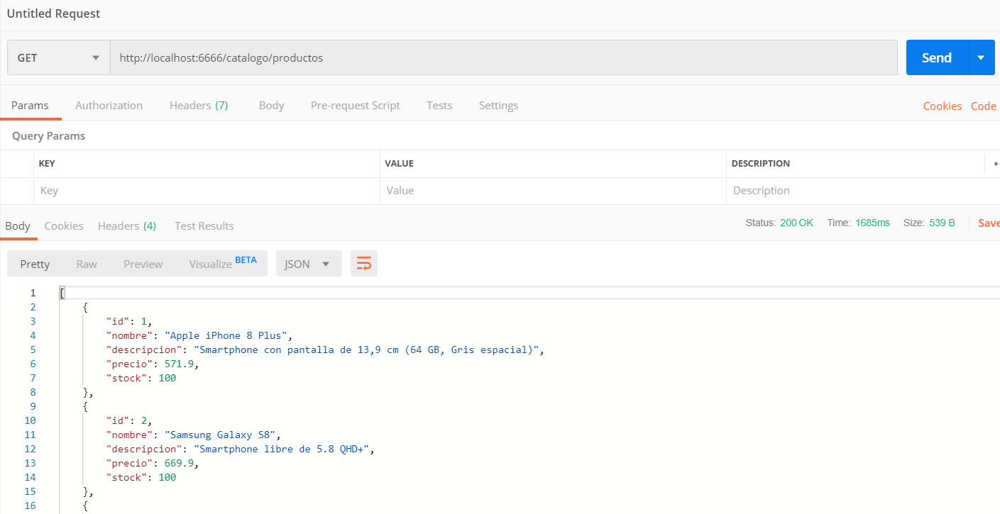 Untitled Request
GET http://localhost:6666/catalogo/productos Send
Params Authorization Headers (7) Body Pre-request Script Tests Settings Cookies Code
Query Params
KEY VALUE DESCRIPTION
Key Value Description
Body Cookies Headers (4) Test Results Status: 200 OK Time: 1685ms Size: 539 B Save
Pretty Raw Preview Visualize BETA JSON
1 [
2 {
3 "id": 1,
4 "nombre": "Apple iPhone 8 Plus",
5 "descripcion": "Smartphone con pantalla de 13,9 cm (64 GB, Gris espacial)",
6 "precio": 571.9,
7 "stock": 100
8 },
9 {
10 "id": 2,
11 "nombre": "Samsung Galaxy S8",
12 "descripcion": "Smartphone libre de 5.8 QHD+",
13 "precio": 669.9,
14 "stock": 100
15 },
16 {